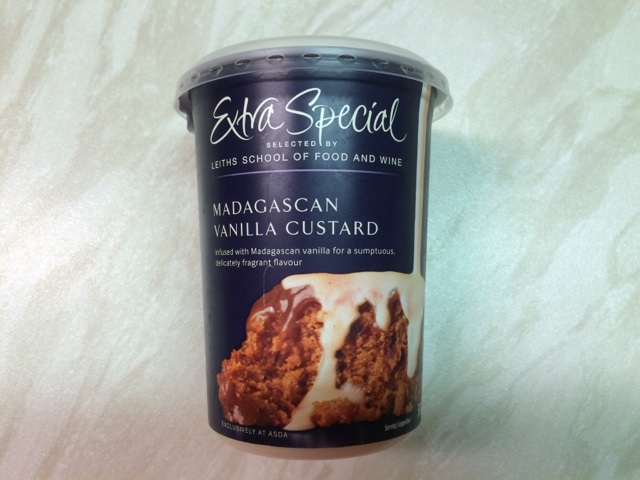 Extra Special
SELECTED BY
LEITHS SCHOOL OF FOOD AND WINE
MADAGASCAN
VANILLA CUSTARD
Infused with Madagascan vanilla for a sumptuous,
delicately fragrant flavour
EXCLUSIVELY AT ASDA
Serving Suggestion